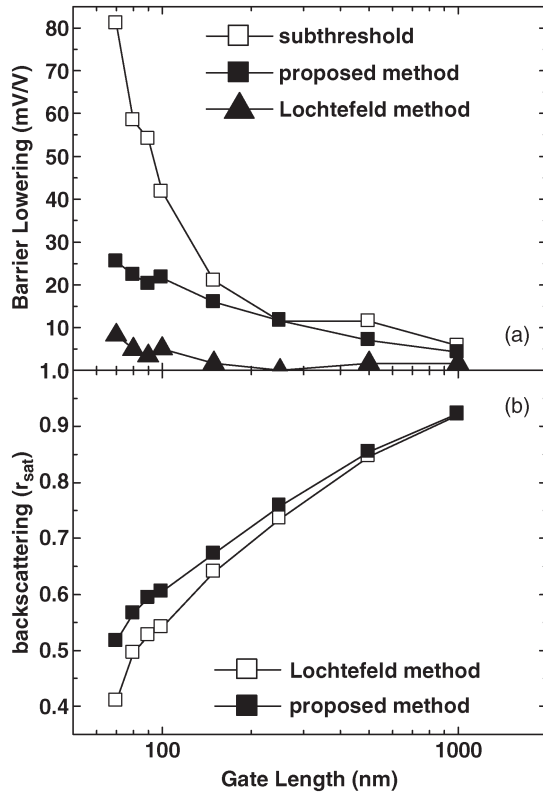 80
70
60
50
40
30
20
10
Barrier Lowering (mV/V)
subthreshold
proposed method
Lochtefeld method
(a)
1.0
0.9
0.8
0.7
0.6
0.5
0.4
backscattering (rsat)
(b)
Lochtefeld method
proposed method
100
1000
Gate Length (nm)